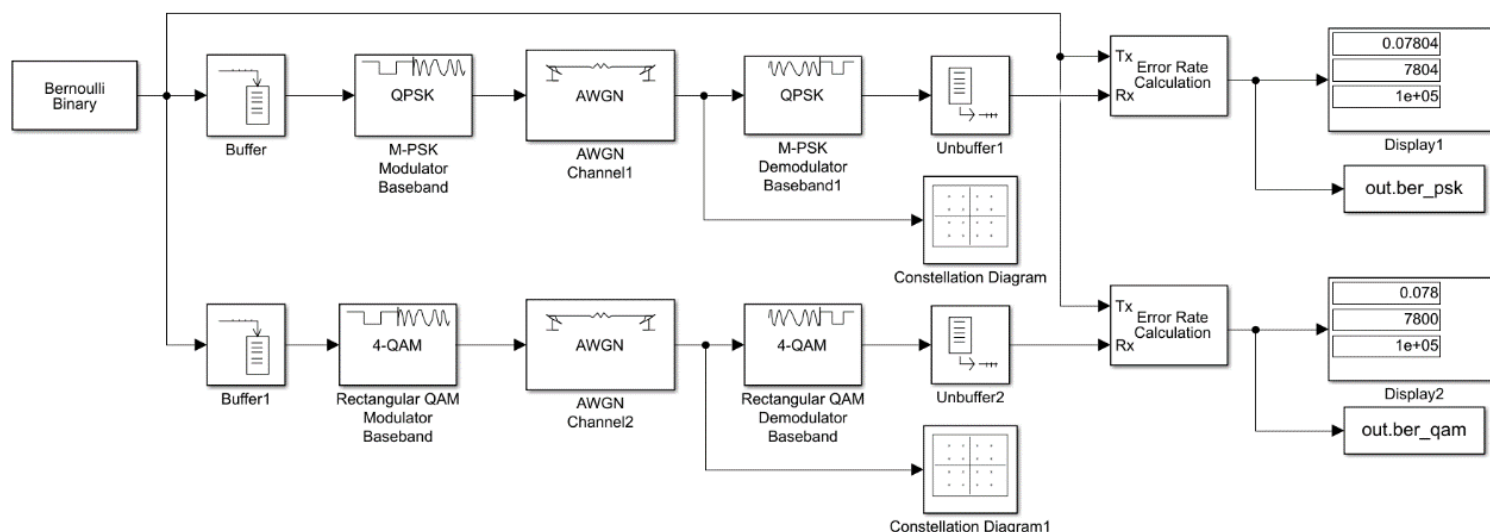 Bernoulli
Binary
Buffer
QPSK
M-PSK
Modulator
Baseband
AWGN
AWGN
Channel1
QPSK
M-PSK
Demodulator
Baseband1
Unbuffer1
Constellation Diagram
Tx
Rx
Error Rate
Calculation
0.07804
7804
1e+05
Display1
out.ber_psk
Buffer1
4-QAM
Rectangular QAM
Modulator
Baseband
AWGN
AWGN
Channel2
4-QAM
Rectangular QAM
Demodulator
Baseband
Unbuffer2
Constellation Diagram1
Tx
Rx
Error Rate
Calculation
0.078
7800
1e+05
Display2
out.ber_qam